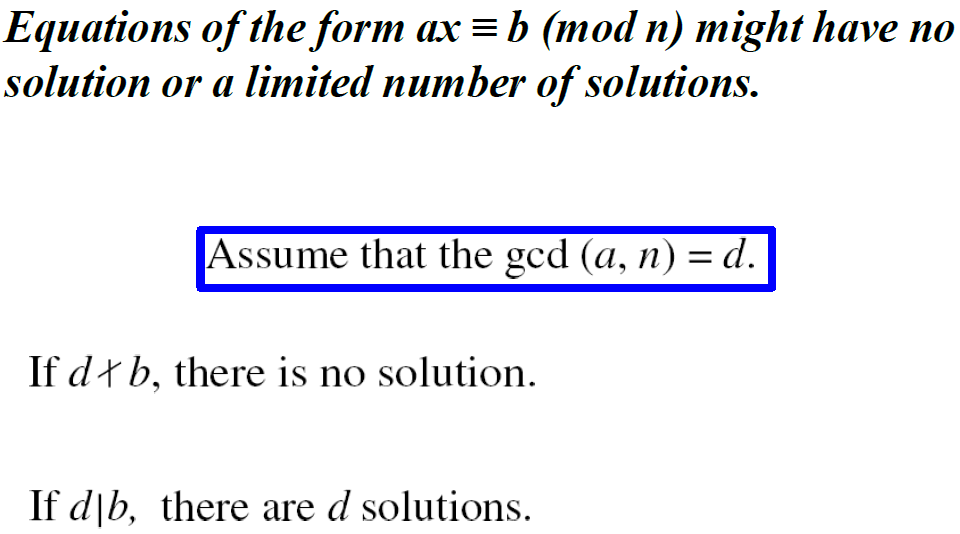 Equations of the form ax ≡ b (mod n) might have no
solution or a limited number of solutions.
Assume that the gcd (a, n) = d.
If d∤b, there is no solution.
If d|b, there are d solutions.